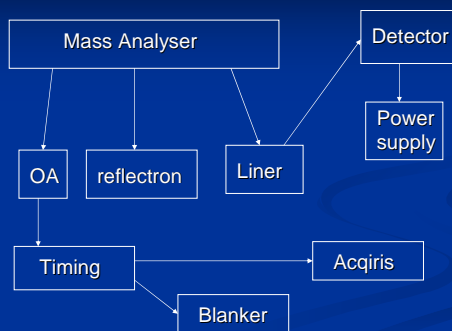 Mass Analyser
Detector
Power
supply
OA
reflectron
Liner
Timing
Acqiris
Blanker